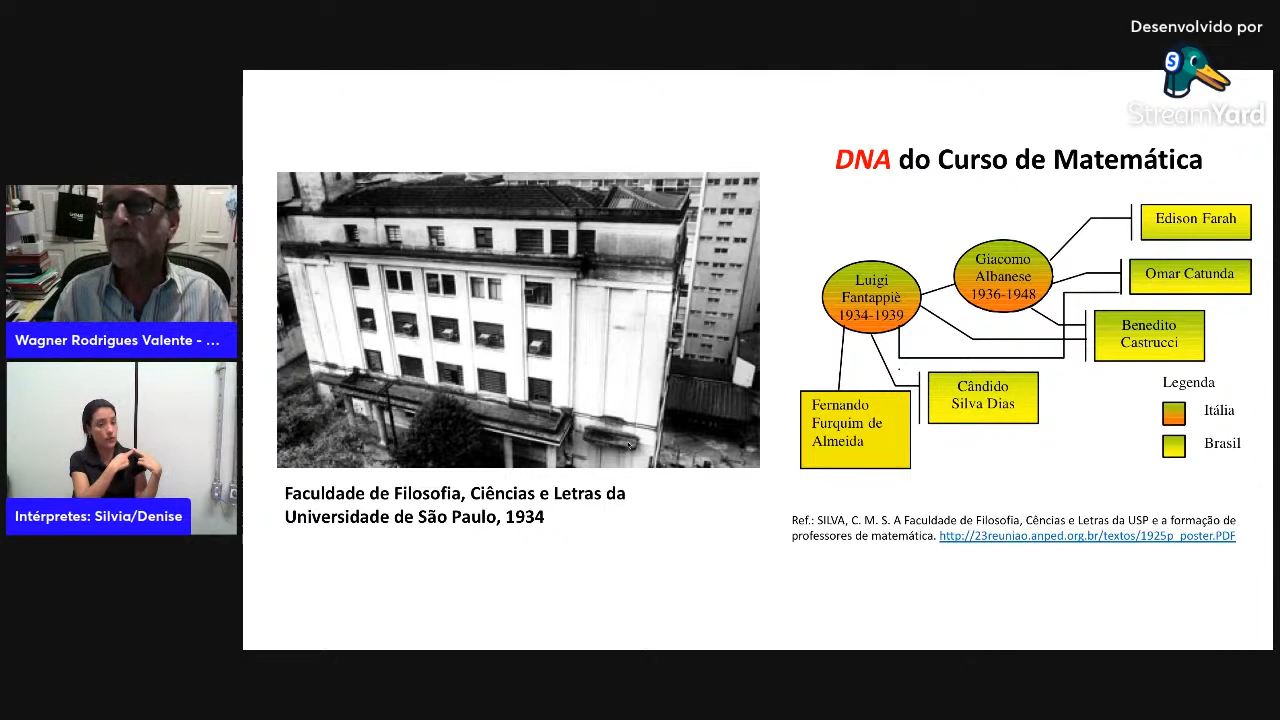 Desenvolvido por
StreamYard
DNA do Curso de Matemática
Edison Farah
Giacomo
Albanese
1936-1948
Omar Catunda
Luigi
Fantappiè
1934-1939
Benedito
Castrucci
Cândido
Silva Dias
Fernando
Furquim de
Almeida
Legenda
Itália
Brasil
Faculdade de Filosofia, Ciências e Letras da
Universidade de São Paulo, 1934
Ref.: SILVA, C. M. S. A Faculdade de Filosofia, Cências e Letras da USP e a formação de
professores de matemática. http://23reuniao.anped.org.br/textos/1925p_poster.PDF
Wagner Rodrigues Valente - ...
Intérpretes: Silvia/Denise